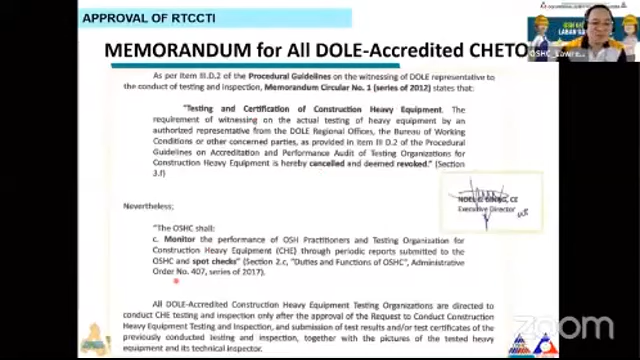 APPROVAL OF RTCCTI
MEMORANDUM for All DOLE-Accredited CHETO
As per Item III.D.2 of the Procedural Guidelines on the witnessing of DOLE representative to
the conduct of testing and inspection, Memorandum Circular No. 1 (series of 2012) states that:
"Testing and Certification of Construction Heavy Equipment. The
requirement of witnessing on the actual testing of heavy equipment by an
authorized representative from the DOLE Regional Offices, the Bureau of Working
Conditions or other concerned parties, as provided in Item III D.2 of the Procedural
Guidelines on Accreditation and Performance Audit of Testing Organizations for
Construction Heavy Equipment is hereby cancelled and deemed revoked." (Section
3.f)
Nevertheless;
"The OSHC shall:
c. Monitor the performance of OSH Practitioners and Testing Organization for
Construction Heavy Equipment (CHE) through periodic reports submitted to the
OSHC and spot checks" (Section 2.c, "Duties and Functions of OSHC", Administrative
Order No. 407, series of 2017).
All DOLE-Accredited Construction Heavy Equipment Testing Organizations are directed to
conduct CHE testing and inspection only after the approval of the Request to Conduct Construction
Heavy Equipment Testing and Inspection, and submission of test results and/or test certificates of the
previously conducted testing and inspection, together with the pictures of the tested heavy
equipment and its technical inspector.
Executive Director
zoom